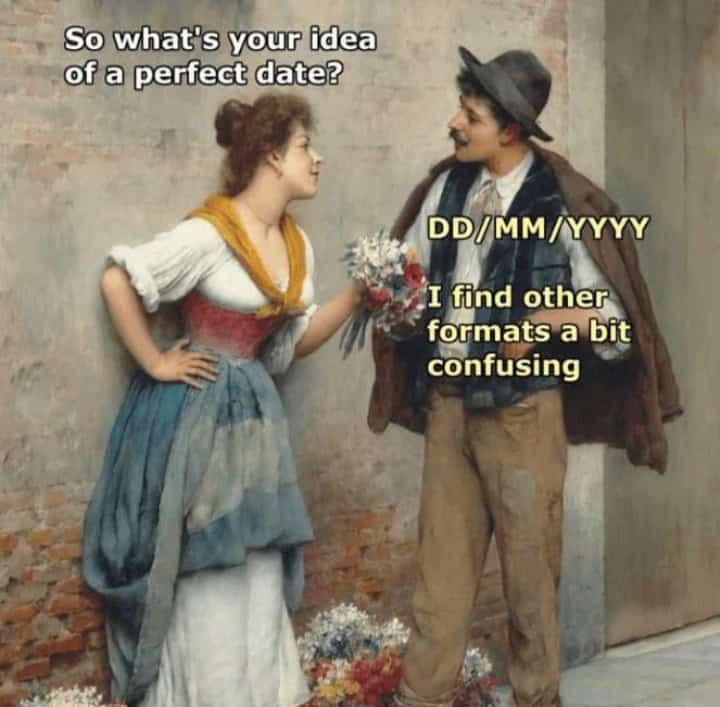 So what's your idea
of a perfect date?
DD/MM/YYYY
I find other
formats a bit
confusing